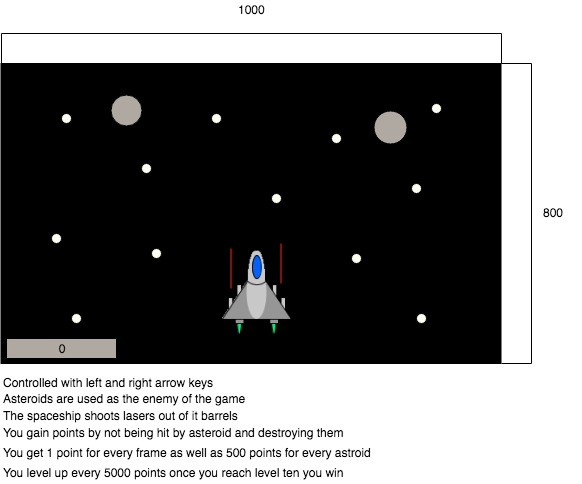 1000
800
0
Controlled with left and right arrow keys
Asteroids are used as the enemy of the game
The spaceship shoots lasers out of it barrels
You gain points by not being hit by asteroid and destroying them
You get 1 point for every frame as well as 500 points for every astroid
You level up every 5000 points once you reach level ten you win